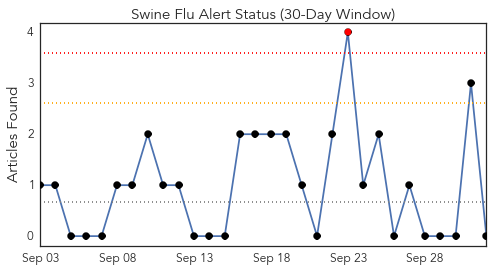 Swine Flu Alert Status (30-Day Window)
Articles Found
4
3
2
1
0
Sep 03 Sep 08 Sep 13 Sep 18 Sep 23 Sep 28